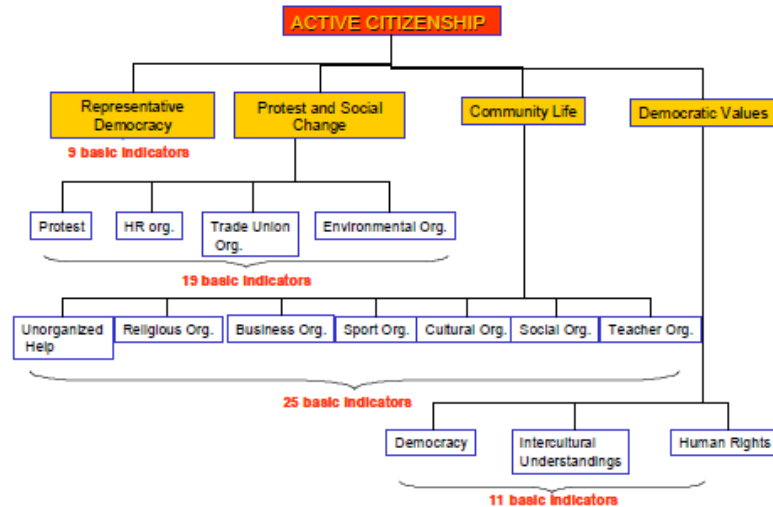 ACTIVE CITIZENSHIP
Representative
Democracy
Protest and Social
Change
Community Life
Democratic Values
9 basic indicators
Protest
HR org.
Trade Union
Org.
Environmental Org.
19 basic indicators
Unorganized
Help
Religious Org.
Business Org.
Sport Org.
Cultural Org.
Social Org.
Teacher Org.
25 basic indicators
Democracy
Intercultural
Understandings
Human Rights
11 basic indicators